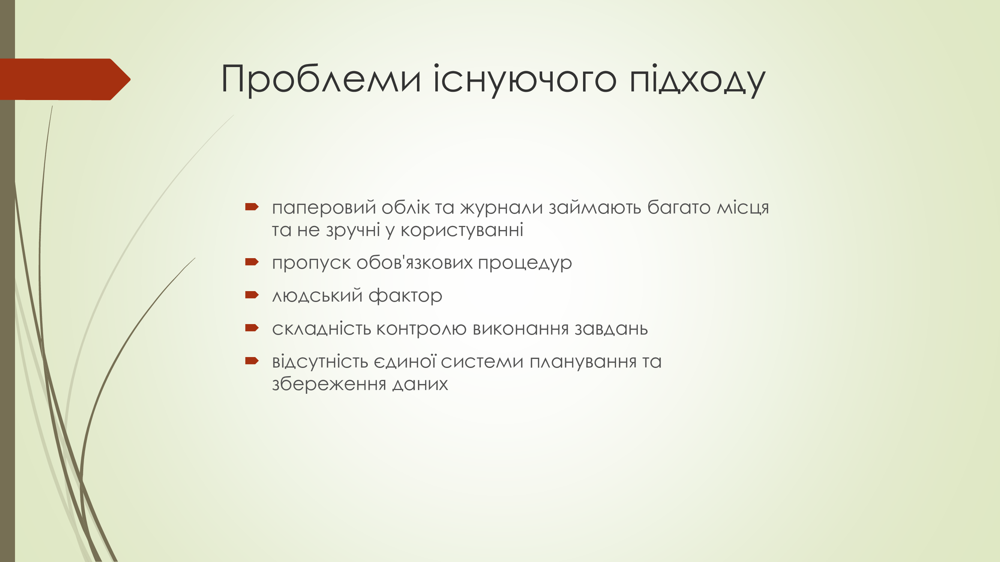 Проблеми існуючого підходу
паперовий облік та журнали займають багато місця
та не зручні у користуванні
пропуск обов'язкових процедур
людський фактор
складність контролю виконання завдань
відсутність єдиної системи планування та
збереження даних